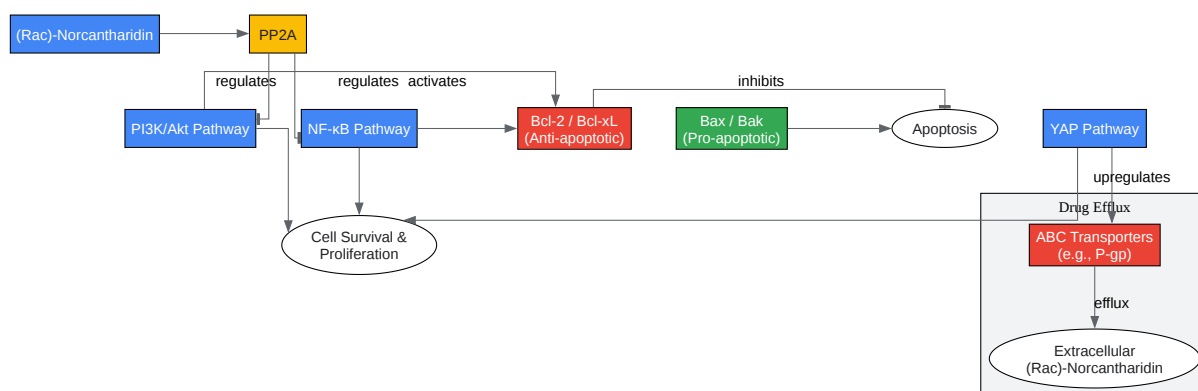 (Rac)-Norcantharidin
PP2A
regulates
regulates
activates
inhibits
PI3K/Akt Pathway
NF-κB Pathway
Bcl-2 / Bcl-xL
(Anti-apoptotic)
Bax / Bak
(Pro-apoptotic)
Apoptosis
YAP Pathway
upregulates
Drug Efflux
Cell Survival &
Proliferation
ABC Transporters
(e.g., P-gp)
efflux
Extracellular
(Rac)-Norcantharidin